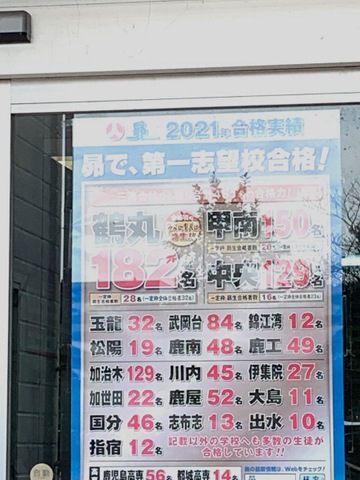 昴 2021年合格実績
昴で、第一志望校合格!
鶴丸 甲南 150名
182名 中央 129名
28名 16名
玉龍 32名 武岡台 84名 錦江湾 12名
松陽 19名 鹿南 48名 鹿工 49名
加治木 129名 川内 45名 伊集院 27名
加世田 22名 鹿屋 52名 大島 11名
国分 46名 志布志 13名 出水 10名
指宿 12名 記載以外の学校へも多数の生徒が
合格しています!!
鹿児島高専 56名 都城高専 14名
自動